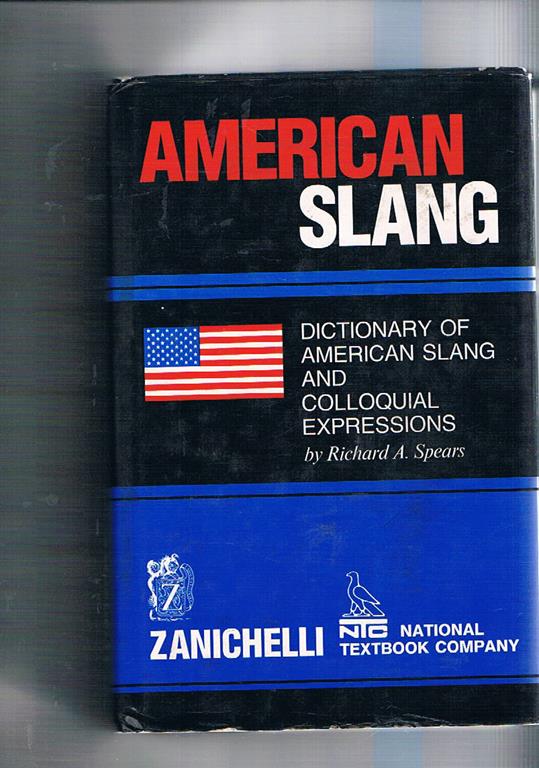 AMERICAN
SLANG
DICTIONARY OF
AMERICAN SLANG
AND
COLLOQUIAL
EXPRESSIONS
by Richard A. Spears
Z
ZANICHELLI
NTC NATIONAL
TEXTBOOK COMPANY